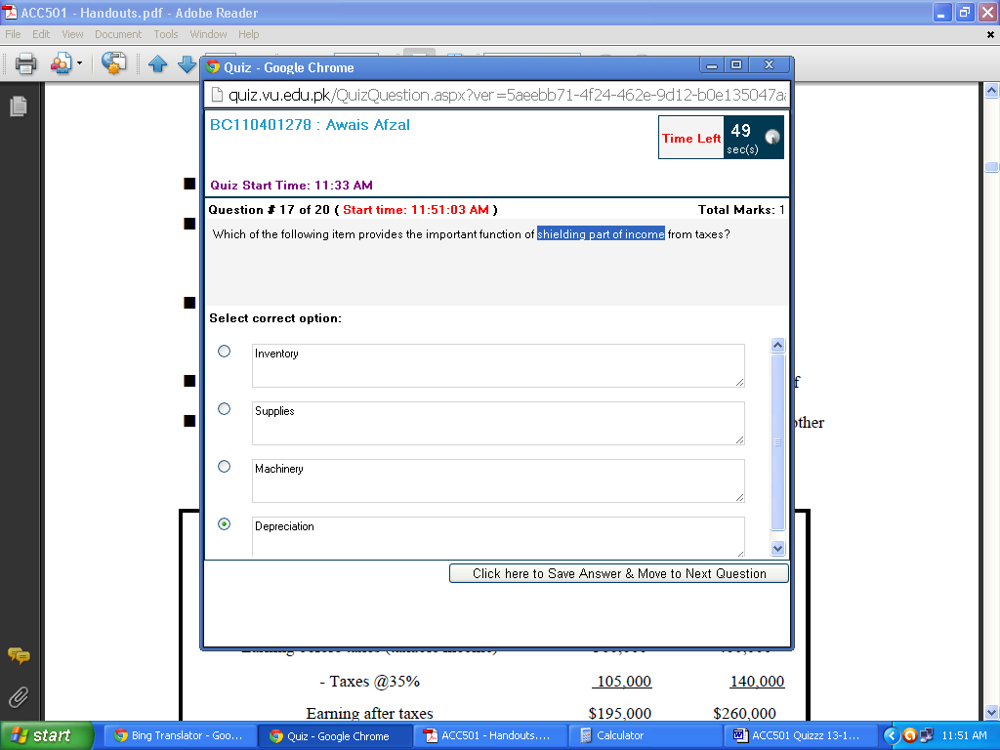 ACC501 - Handouts.pdf - Adobe Reader
File Edit View Document Tools Window Help
Quiz - Google Chrome
quiz.vu.edu.pk/QuizQuestion.aspx?ver=5aeebb71-4f24-462e-9d12-b0e135047a
BC110401278 : Awais Afzal
Time Left 49 sec(s)
Quiz Start Time: 11:33 AM
Question # 17 of 20 ( Start time: 11:51:03 AM ) Total Marks: 1
Which of the following item provides the important function of shielding part of income from taxes?
Select correct option:
Inventory
Supplies
Machinery
Depreciation
Click here to Save Answer & Move to Next Question
- Taxes @35% 105,000 140,000
Earning after taxes $195,000 $260,000
start Bing Translator - Goo... Quiz - Google Chrome ACC501 - Handouts.... Calculator ACC501 Quizzz 13-1... 11:51 AM